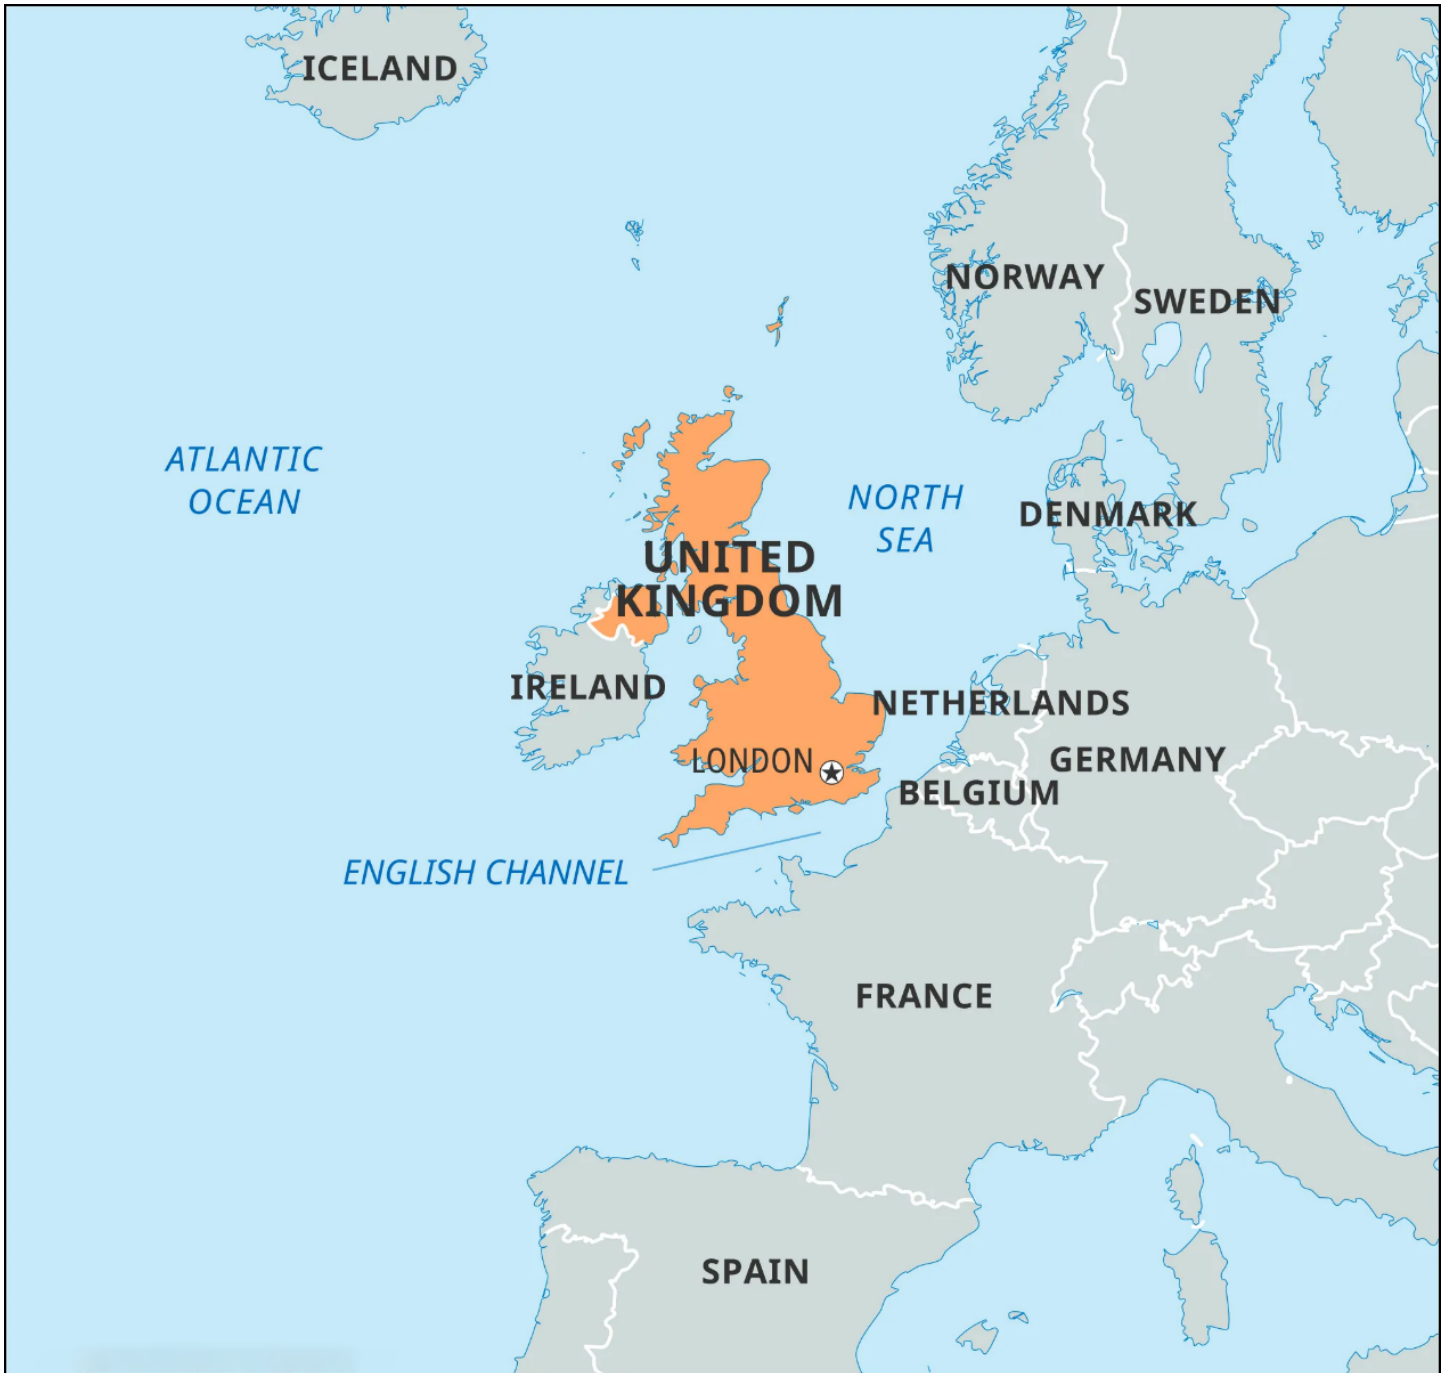 ICELAND
NORWAY
SWEDEN
ATLANTIC
OCEAN
NORTH
SEA
DENMARK
UNITED
KINGDOM
IRELAND
NETHERLANDS
LONDON
GERMANY
BELGIUM
ENGLISH CHANNEL
FRANCE
SPAIN